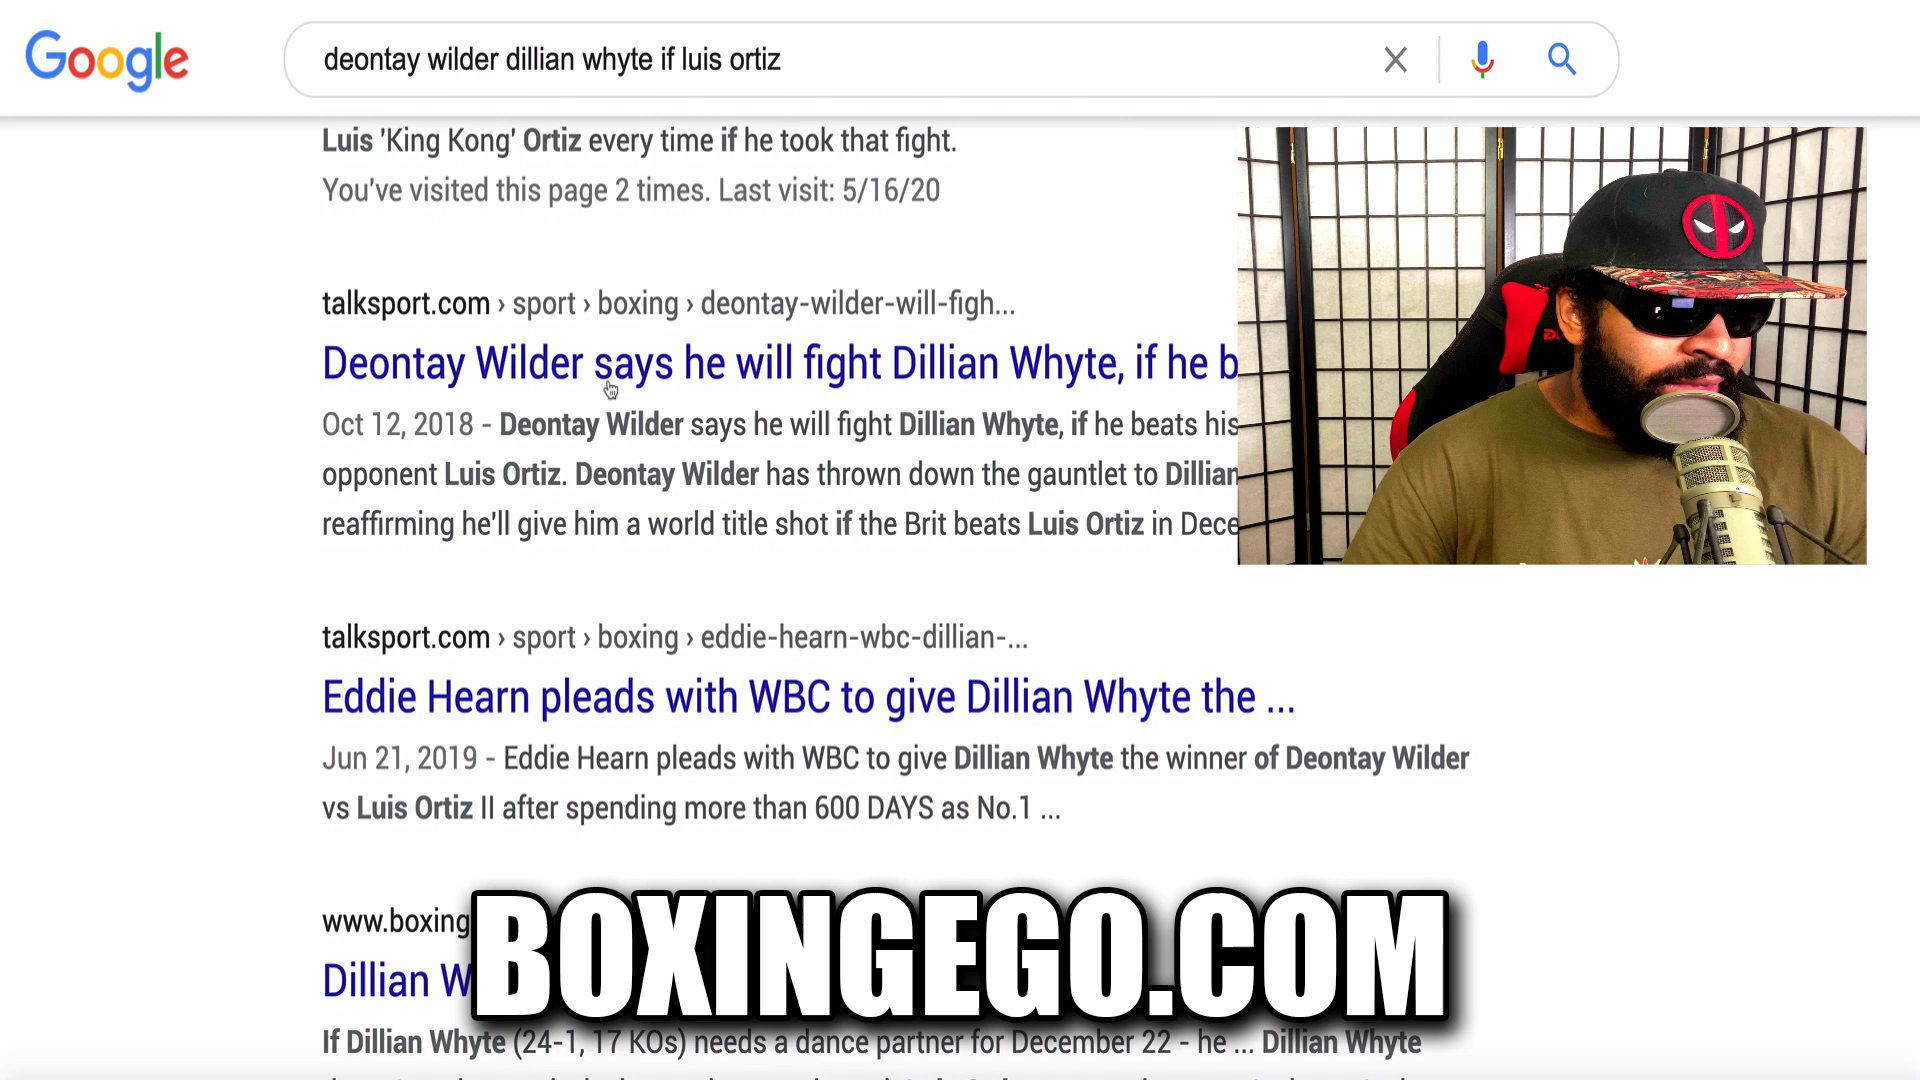 Google
deontay wilder dillian whyte if luis ortiz
Luis 'King Kong' Ortiz every time if he took that fight.
You've visited this page 2 times. Last visit: 5/16/20
talksport.com › sport › boxing › deontay-wilder-will-figh...
Deontay Wilder says he will fight Dillian Whyte, if he b
Oct 12, 2018 - Deontay Wilder says he will fight Dillian Whyte, if he beats his
opponent Luis Ortiz. Deontay Wilder has thrown down the gauntlet to Dillian
reaffirming he'll give him a world title shot if the Brit beats Luis Ortiz in Dece
talksport.com › sport › boxing › eddie-hearn-wbc-dillian-...
Eddie Hearn pleads with WBC to give Dillian Whyte the ...
Jun 21, 2019 - Eddie Hearn pleads with WBC to give Dillian Whyte the winner of Deontay Wilder
vs Luis Ortiz II after spending more than 600 DAYS as No.1 ...
www.boxing
Dillian W
BOXINGEGO.COM
If Dillian Whyte (24-1, 17 KOs) needs a dance partner for December 22 - he ... Dillian Whyte